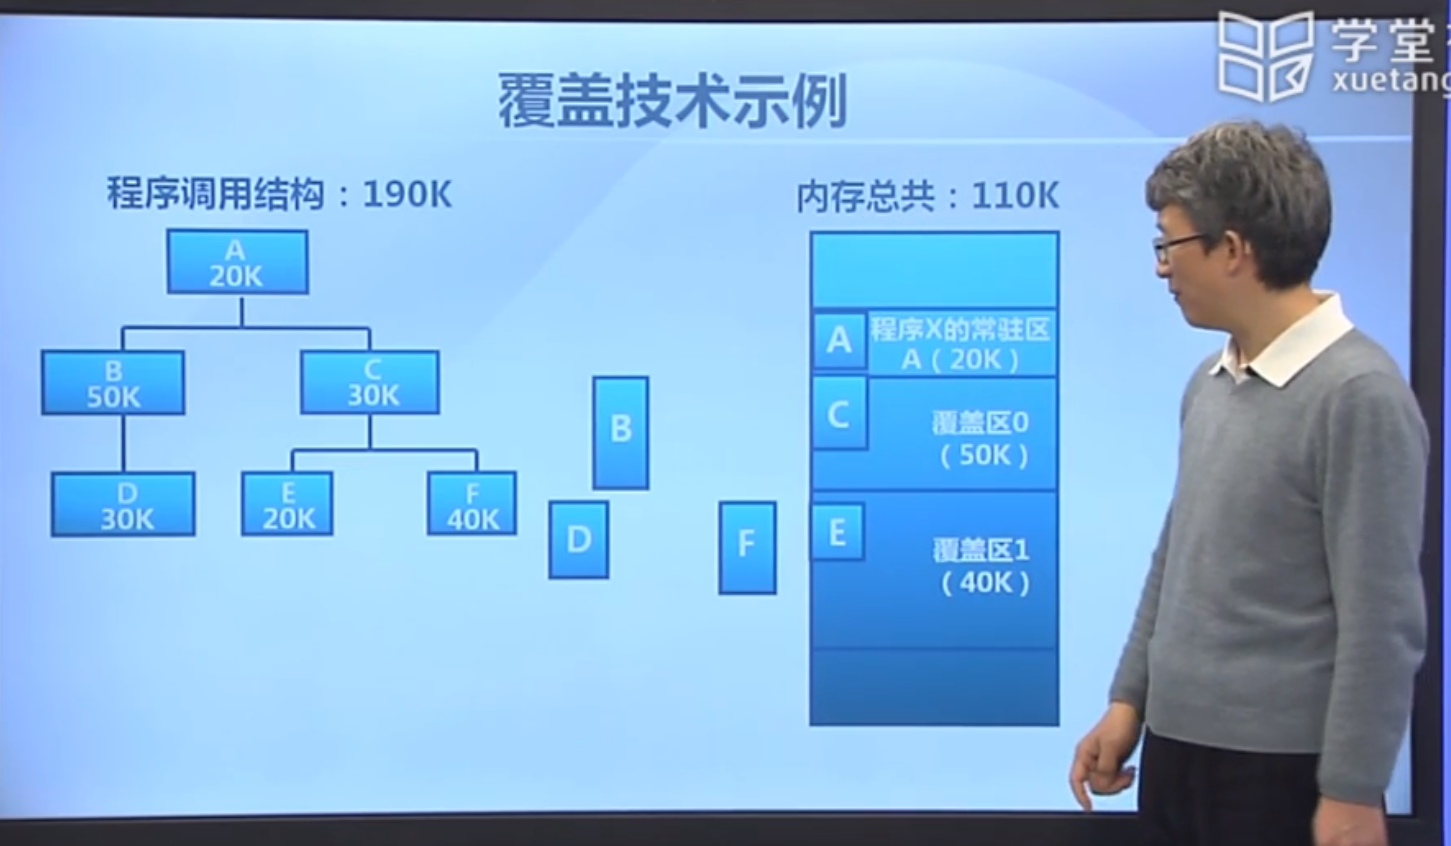 学堂
xuetang
覆盖技术示例
程序调用结构：190K
内存总共：110K
A
20K
B
50K
C
30K
D
30K
E
20K
F
40K
B
D
F
A
程序X的常驻区
A（20K）
C
覆盖区0
（50K）
E
覆盖区1
（40K）